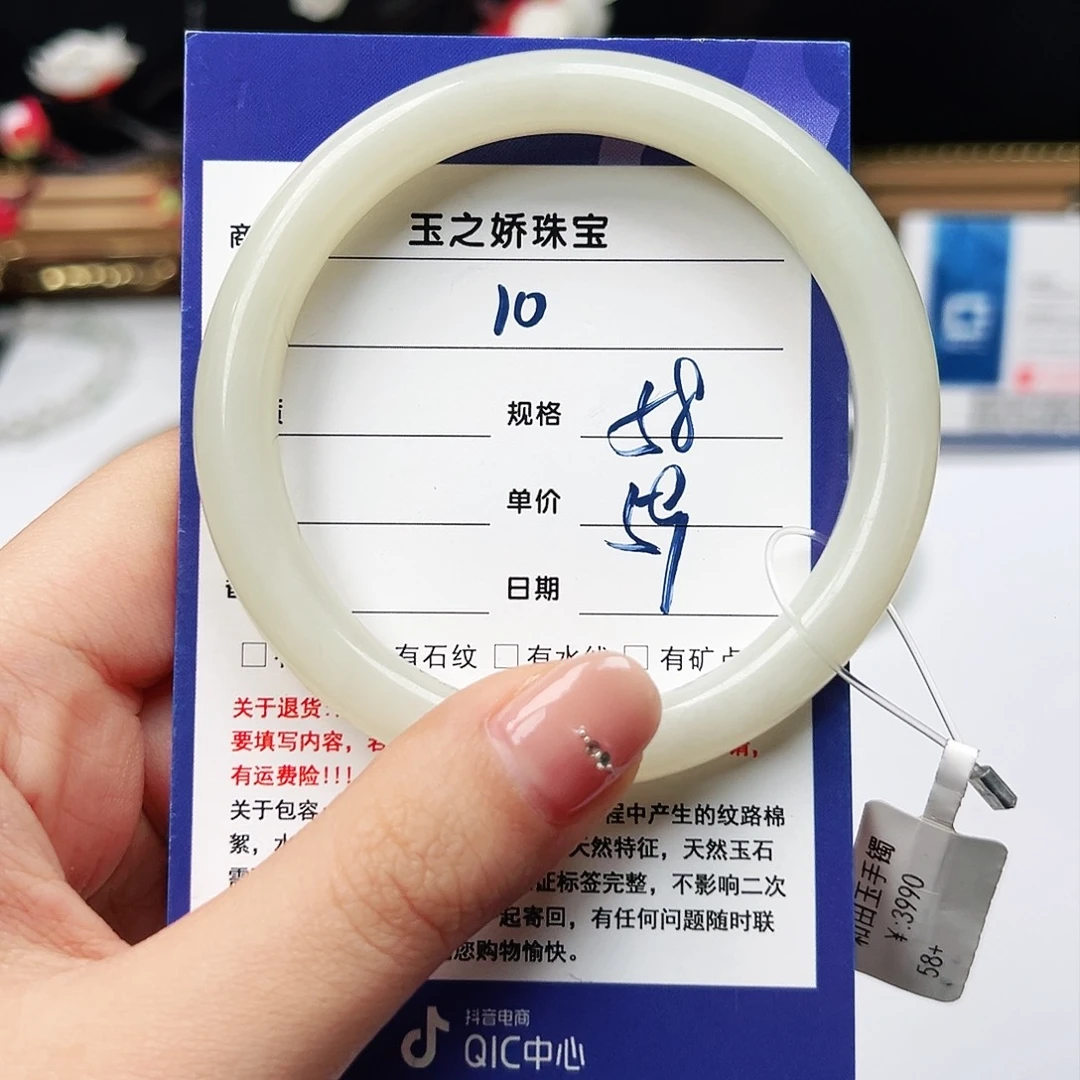 商
玉之娇珠宝
10
规格 58
单价 59
日期
有石纹 □有水线 □有矿点
关于退货
要填写内容，
有运费险!!!
关于包容
程中产生的纹路棉
絮，水
天然特征，天然玉石
需
证标签完整，不影响二次
起寄回，有任何问题随时联
您购物愉快。
抖音电商
QIC中心
和田玉手镯
¥:3990
58+